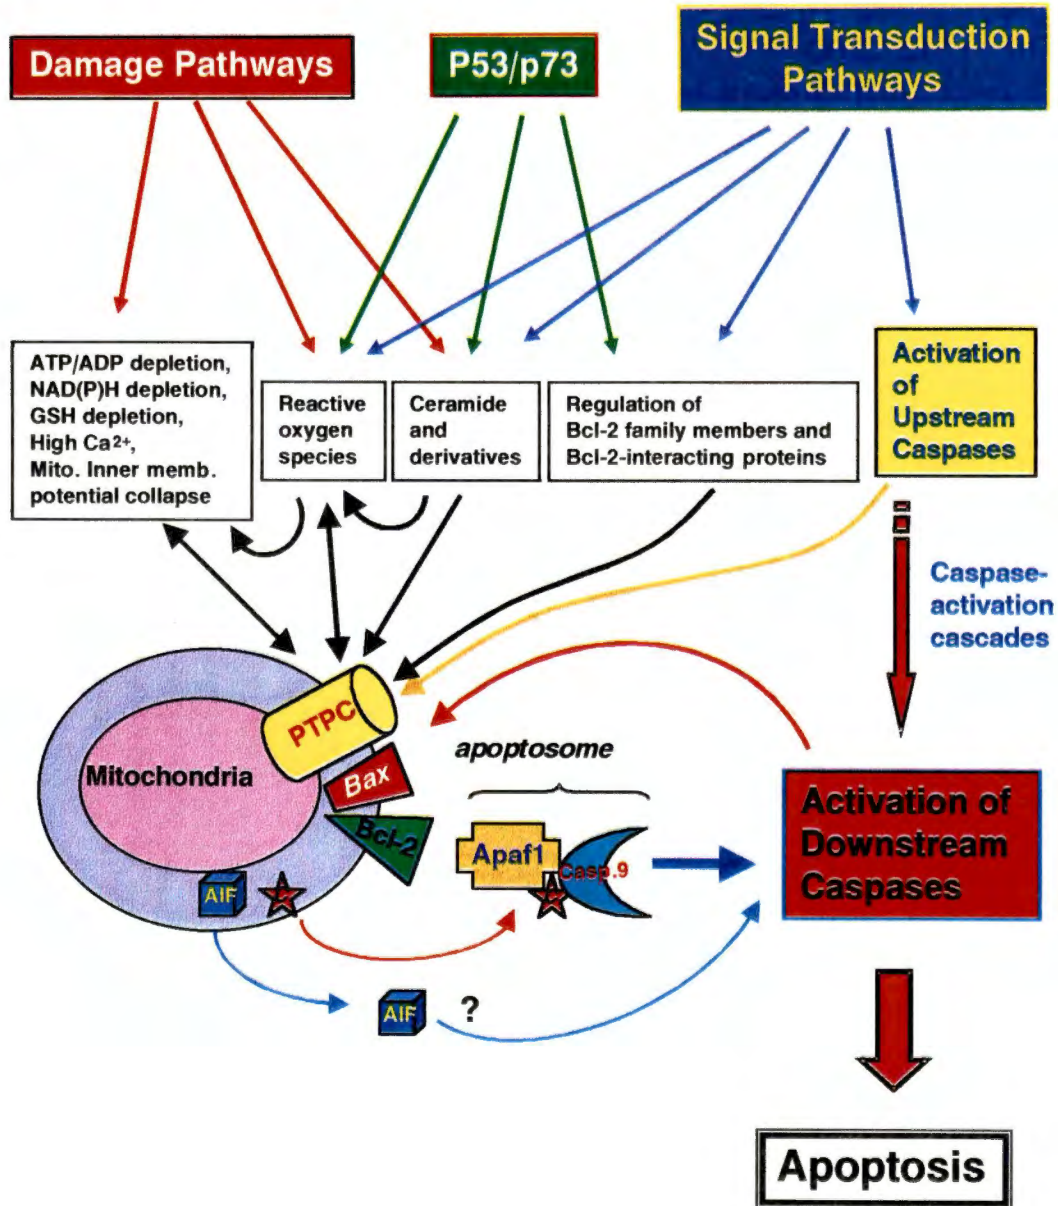 Damage Pathways
P53/p73
Signal Transduction
Pathways
ATP/ADP depletion,
NAD(P)H depletion,
GSH depletion,
High Ca²⁺,
Mito. Inner memb.
potential collapse
Reactive
oxygen
species
Ceramide
and
derivatives
Regulation of
Bcl-2 family members and
Bcl-2-interacting proteins
Activation
of
Upstream
Caspases
Caspase-
activation
cascades
PTPC
Mitochondria
Bax
Bcl-2
apoptosome
Apaf1
Casp.9
Activation of
Downstream
Caspases
AIF
AIF
?
Apoptosis